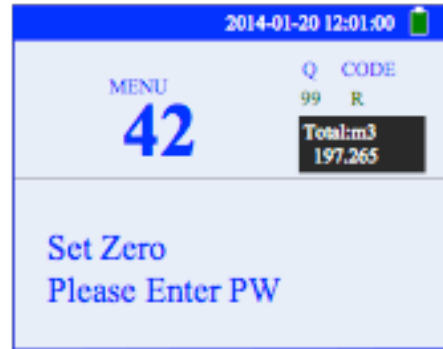 2014-01-20 12:01:00
MENU
42
Q CODE
99 R
Total:m3
197.265
Set Zero
Please Enter PW